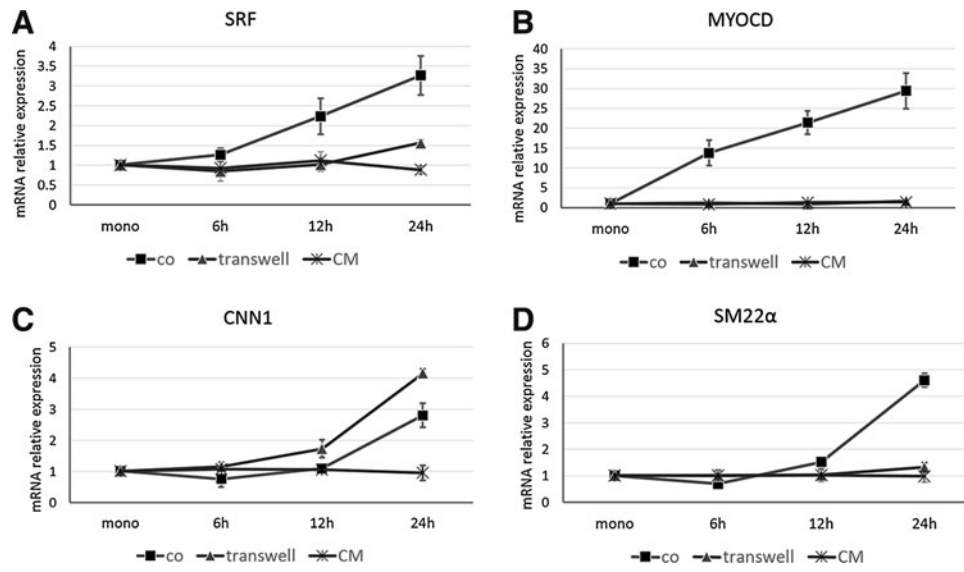 A
SRF
mRNA relative expression
4
3.5
3
2.5
2
1.5
1
0.5
0
mono 6h 12h 24h
co transwell CM
B
MYOCD
mRNA relative expression
40
35
30
25
20
15
10
5
0
mono 6h 12h 24h
co transwell CM
C
CNN1
mRNA relative expression
5
4
3
2
1
0
mono 6h 12h 24h
co transwell CM
D
SM22α
mRNA relative expression
6
5
4
3
2
1
0
mono 6h 12h 24h
co transwell CM